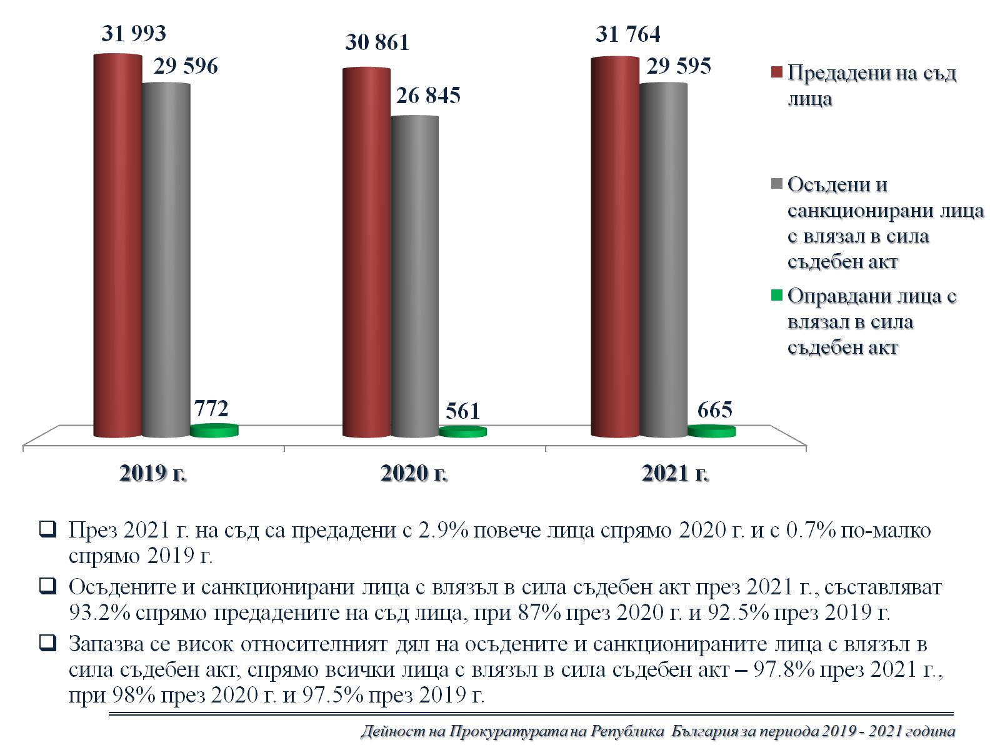 31 993
29 596
30 861
26 845
31 764
29 595
772
561
665
2019 г.
2020 г.
2021 г.
Предадени на съд
лица
Осъдени и
санкционирани лица
с влязал в сила
съдебен акт
Оправдани лица с
влязал в сила
съдебен акт
❑ През 2021 г. на съд са предадени с 2.9% повече лица спрямо 2020 г. и с 0.7% по-малко
спрямо 2019 г.
❑ Осъдените и санкционирани лица с влязъл в сила съдебен акт през 2021 г., съставляват
93.2% спрямо предадените на съд лица, при 87% през 2020 г. и 92.5% през 2019 г.
❑ Запазва се висок относителният дял на осъдените и санкционираните лица с влязъл в
сила съдебен акт, спрямо всички лица с влязъл в сила съдебен акт – 97.8% през 2021 г.,
при 98% през 2020 г. и 97.5% през 2019 г.
Дейност на Прокуратурата на Република България за периода 2019 - 2021 година